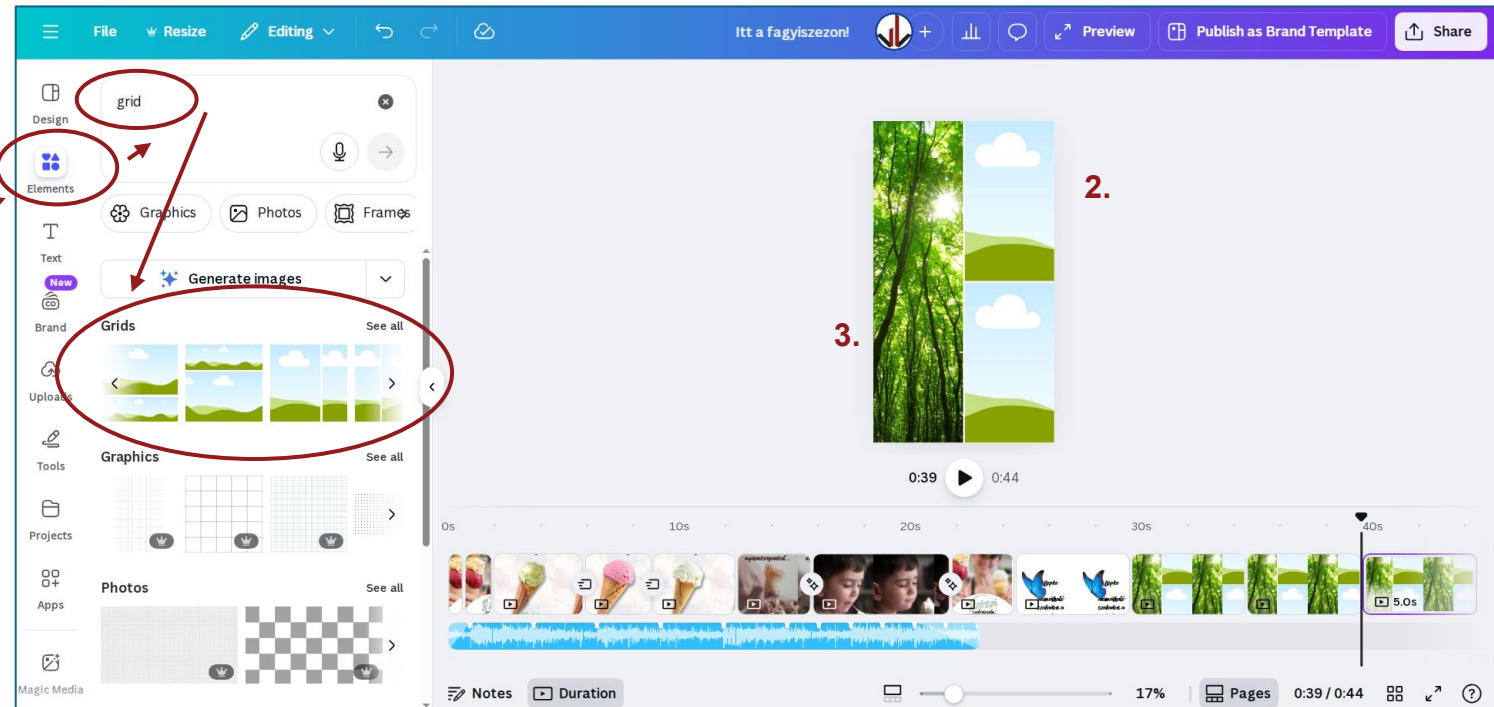 File Resize Editing Itt a fagyiszezon! + Preview Publish as Brand Template Share
Design
Elements
Text
New
Brand
Uploads
Tools
Projects
Apps
Magic Media
grid
Graphics Photos Frames
Generate images
Grids See all
Graphics See all
Photos See all
2.
3.
0:39 0:44
0s 10s 20s 30s 40s
5.0s
Notes Duration 17% Pages 0:39 / 0:44